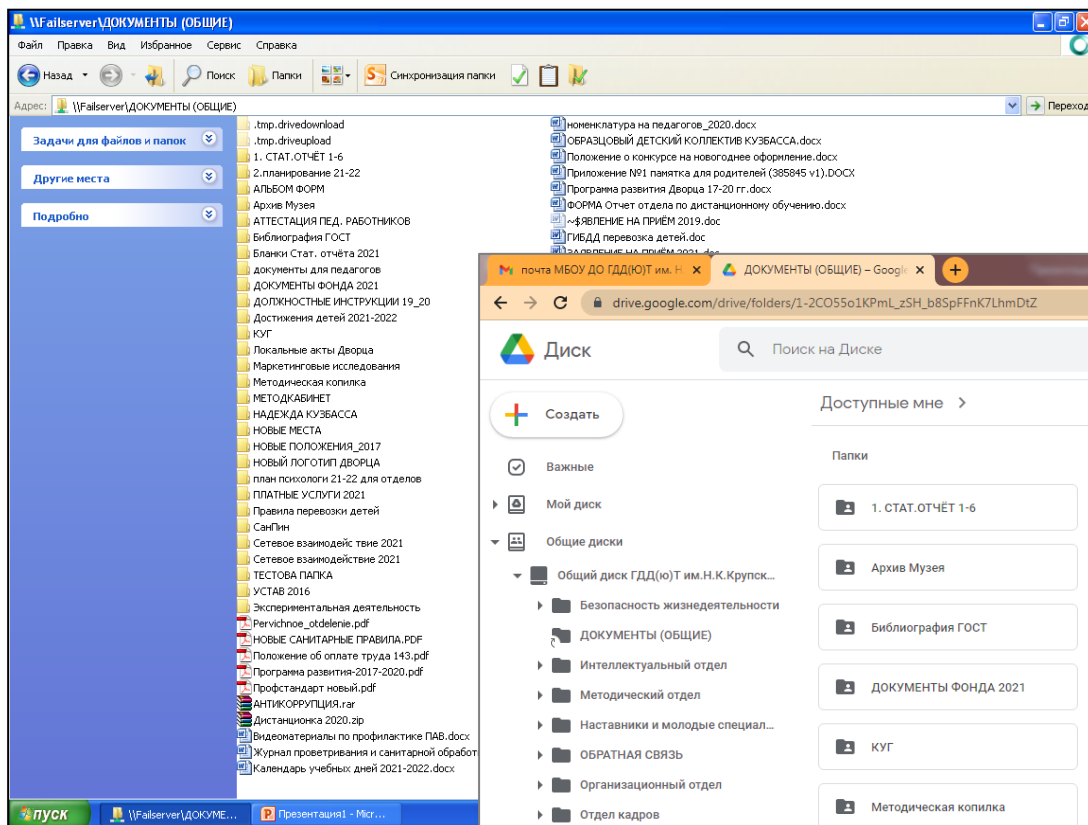 \\Failserver\ДОКУМЕНТЫ (ОБЩИЕ)
Файл Правка Вид Избранное Сервис Справка
Назад Поиск Папки Синхронизация папки
Адрес: \\Failserver\ДОКУМЕНТЫ (ОБЩИЕ) Переход
Задачи для файлов и папок
Другие места
Подробно
.tmp.drivedownload
.tmp.driveupload
1. СТАТ.ОТЧЁТ 1-6
2.планирование 21-22
АЛЬБОМ ФОРМ
Архив Музея
АТТЕСТАЦИЯ ПЕД. РАБОТНИКОВ
Библиография ГОСТ
Бланки Стат. отчёта 2021
документы для педагогов
ДОКУМЕНТЫ ФОНДА 2021
ДОЛЖНОСТНЫЕ ИНСТРУКЦИИ 19_20
Достижения детей 2021-2022
КУГ
Локальные акты Дворца
Маркетинговые исследования
Методическая копилка
МЕТОДКАБИНЕТ
НАДЕЖДА КУЗБАССА
НОВЫЕ МЕСТА
НОВЫЕ ПОЛОЖЕНИЯ_2017
НОВЫЙ ЛОГОТИП ДВОРЦА
план психологи 21-22 для отделов
ПЛАТНЫЕ УСЛУГИ 2021
Правила перевозки детей
СанПин
Сетевое взаимодейс твие 2021
Сетевое взаимодействие 2021
ТЕСТОВА ПАПКА
УСТАВ 2016
Экспериментальная деятельность
Pervichnoe_otdelenie.pdf
НОВЫЕ САНИТАРНЫЕ ПРАВИЛА.PDF
Положение об оплате труда 143.pdf
Программа развития-2017-2020.pdf
Профстандарт новый.pdf
АНТИКОРРУПЦИЯ.rar
Дистанционка 2020.zip
Видеоматериалы по профилактике ПАВ.docx
Журнал проветривания и санитарной обработ
Календарь учебных дней 2021-2022.docx
номенклатура на педагогов_2020.docx
ОБРАЗЦОВЫЙ ДЕТСКИЙ КОЛЛЕКТИВ КУЗБАССА.docx
Положение о конкурсе на новогоднее оформление.docx
Приложение №1 памятка для родителей (385845 v1).DOCX
Программа развития Дворца 17-20 гг.docx
ФОРМА Отчет отдела по дистанционному обучению.docx
~$ЯВЛЕНИЕ НА ПРИЁМ 2019.doc
ГИБДД перевозка детей.doc
ЗАЯВЛЕНИЕ НА ПРИЁМ 2021.doc
почта МБОУ ДО ГДД(Ю)Т им. Н ДОКУМЕНТЫ (ОБЩИЕ) – Google
drive.google.com/drive/folders/1-2CO55o1KPmL_zSH_b8SpFFnK7LhmDtZ
Диск
Поиск на Диске
Создать
Важные
Мой диск
Общие диски
Общий диск ГДД(ю)Т им.Н.К.Крупск...
Безопасность жизнедеятельности
ДОКУМЕНТЫ (ОБЩИЕ)
Интеллектуальный отдел
Методический отдел
Наставники и молодые специал...
ОБРАТНАЯ СВЯЗЬ
Организационный отдел
Отдел кадров
Доступные мне
Папки
1. СТАТ.ОТЧЁТ 1-6
Архив Музея
Библиография ГОСТ
ДОКУМЕНТЫ ФОНДА 2021
КУГ
Методическая копилка
пуск \\Failserver\ДОКУМЕ... Презентация1 - Micr...